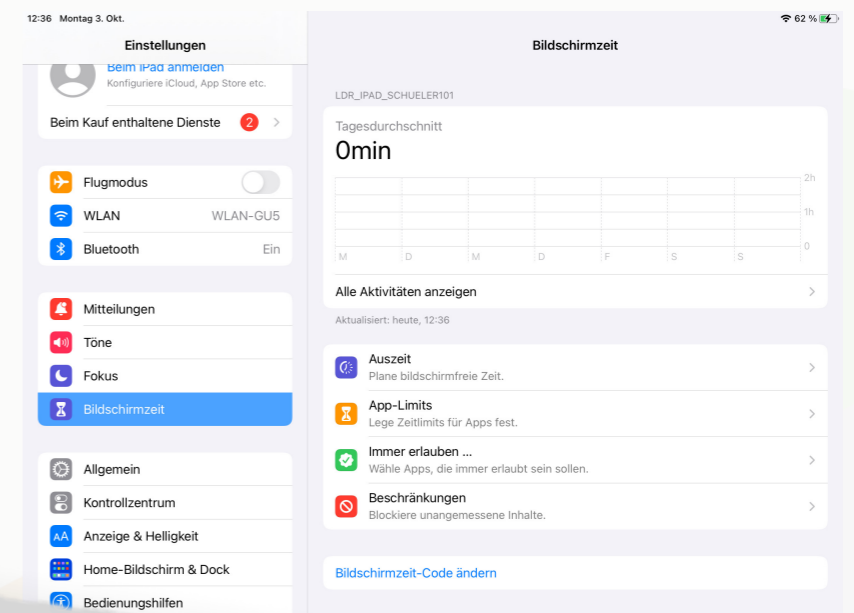 12:36 Montag 3. Okt.
62 %
Einstellungen
Beim iPad anmelden
Konfiguriere iCloud, App Store etc.
Beim Kauf enthaltene Dienste 2
Flugmodus
WLAN WLAN-GU5
Bluetooth Ein
Mitteilungen
Töne
Fokus
Bildschirmzeit
Allgemein
Kontrollzentrum
AA Anzeige & Helligkeit
Home-Bildschirm & Dock
Bedienungshilfen
Bildschirmzeit
LDR_IPAD_SCHUELER101
Tagesdurchschnitt
0min
2h
1h
0
M D M D F S S
Alle Aktivitäten anzeigen
Aktualisiert: heute, 12:36
Auszeit
Plane bildschirmfreie Zeit.
App-Limits
Lege Zeitlimits für Apps fest.
Immer erlauben ...
Wähle Apps, die immer erlaubt sein sollen.
Beschränkungen
Blockiere unangemessene Inhalte.
Bildschirmzeit-Code ändern